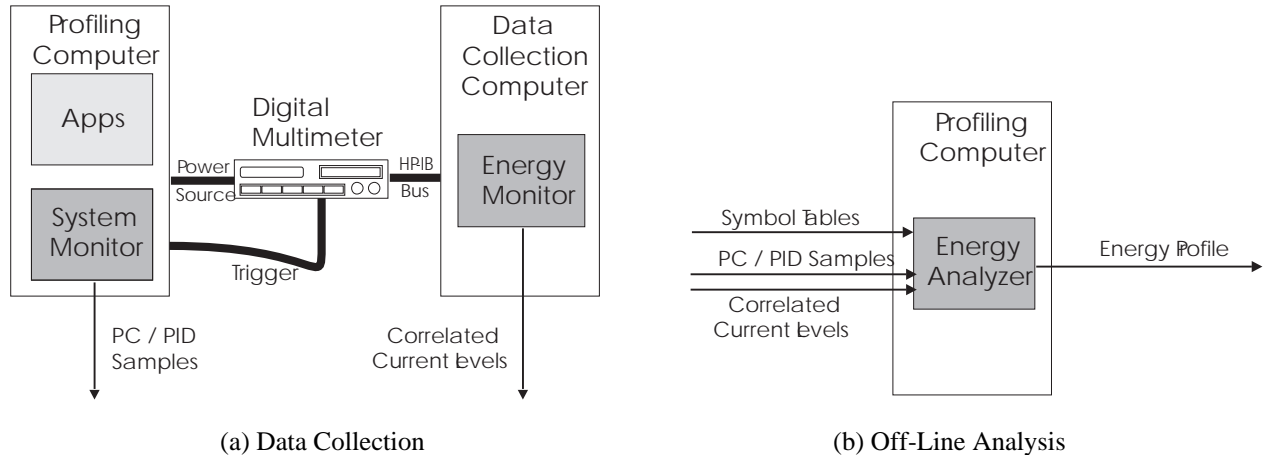 Profiling
Computer
Apps
System
Monitor
Power
Source
Trigger
Digital
Multimeter
HP-IB
Bus
Data
Collection
Computer
Energy
Monitor
PC / PID
Samples
Correlated
Current Levels
(a) Data Collection
Profiling
Computer
Symbol Tables
PC / PID Samples
Correlated
Current Levels
Energy
Analyzer
Energy Profile
(b) Off-Line Analysis